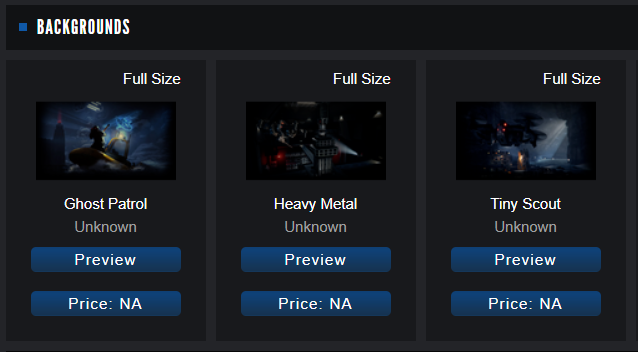 BACKGROUNDS
Full Size
Full Size
Full Size
Ghost Patrol
Heavy Metal
Tiny Scout
Unknown
Unknown
Unknown
Preview
Preview
Preview
Price: NA
Price: NA
Price: NA